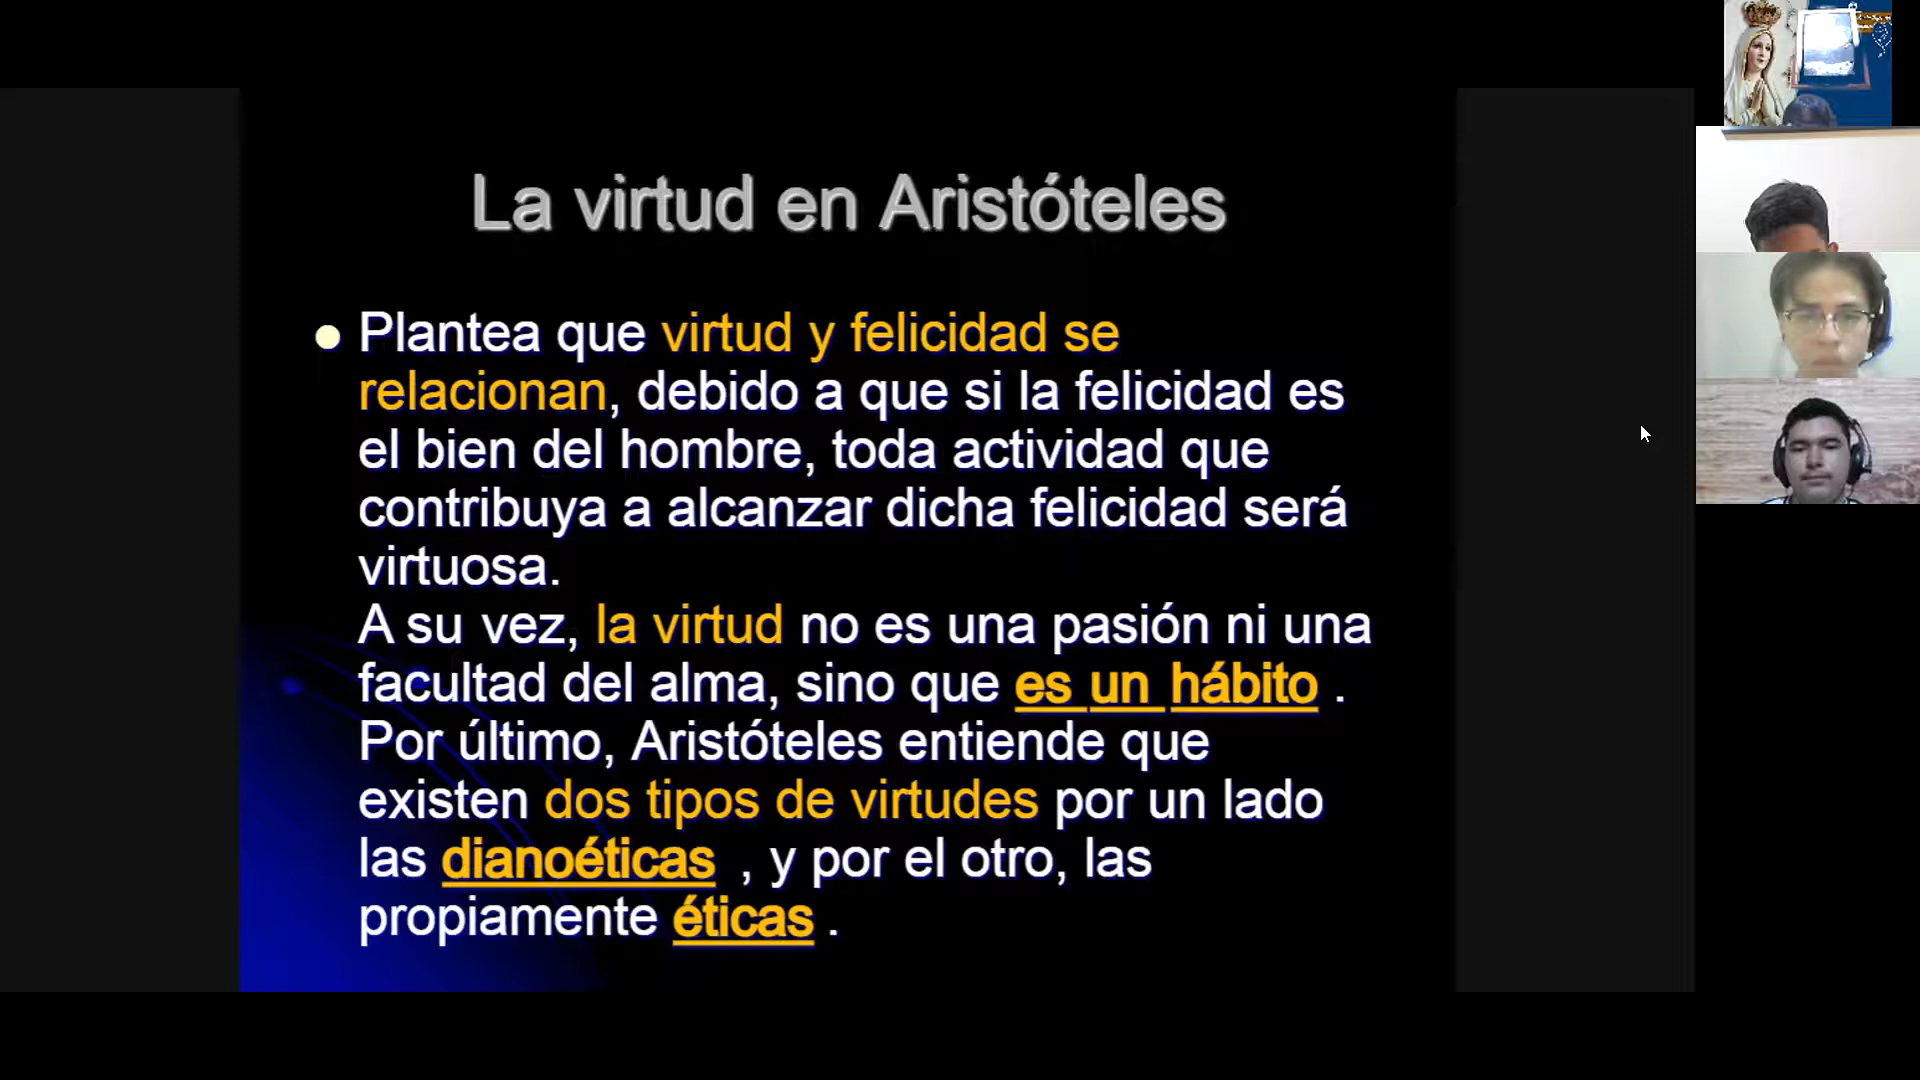 La virtud en Aristóteles
Plantea que virtud y felicidad se
relacionan, debido a que si la felicidad es
el bien del hombre, toda actividad que
contribuya a alcanzar dicha felicidad será
virtuosa.
A su vez, la virtud no es una pasión ni una
facultad del alma, sino que es un hábito .
Por último, Aristóteles entiende que
existen dos tipos de virtudes por un lado
las dianoéticas , y por el otro, las
propiamente éticas .